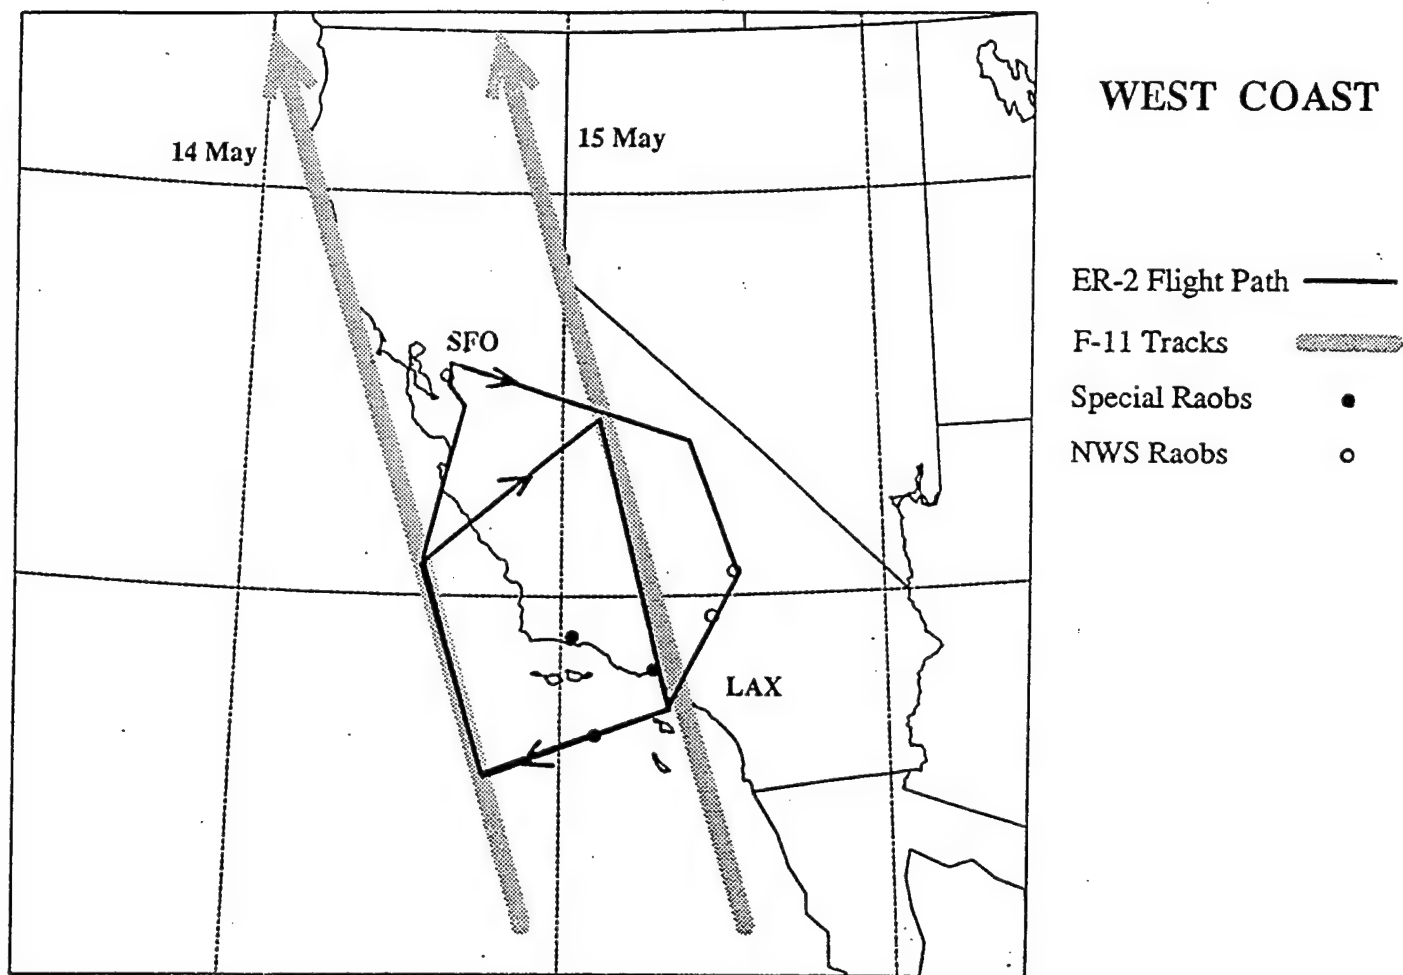 WEST COAST
14 May
15 May
ER-2 Flight Path
SFO
F-11 Tracks
Special Raobs
NWS Raobs
LAX